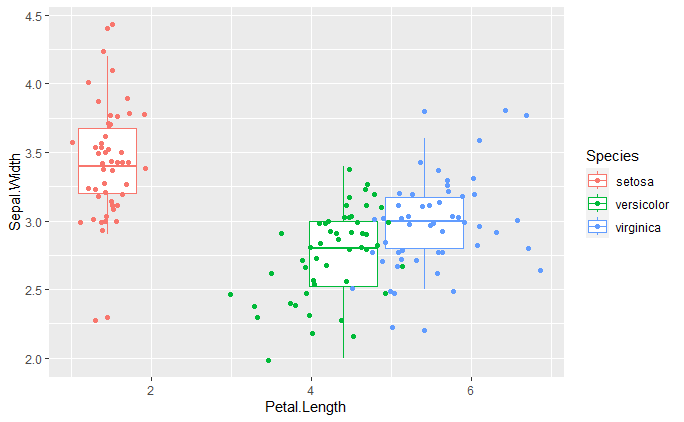 4.5
4.0
3.5
3.0
2.5
2.0
Sepal.Width
2
4
6
Petal.Length
Species
setosa
versicolor
virginica